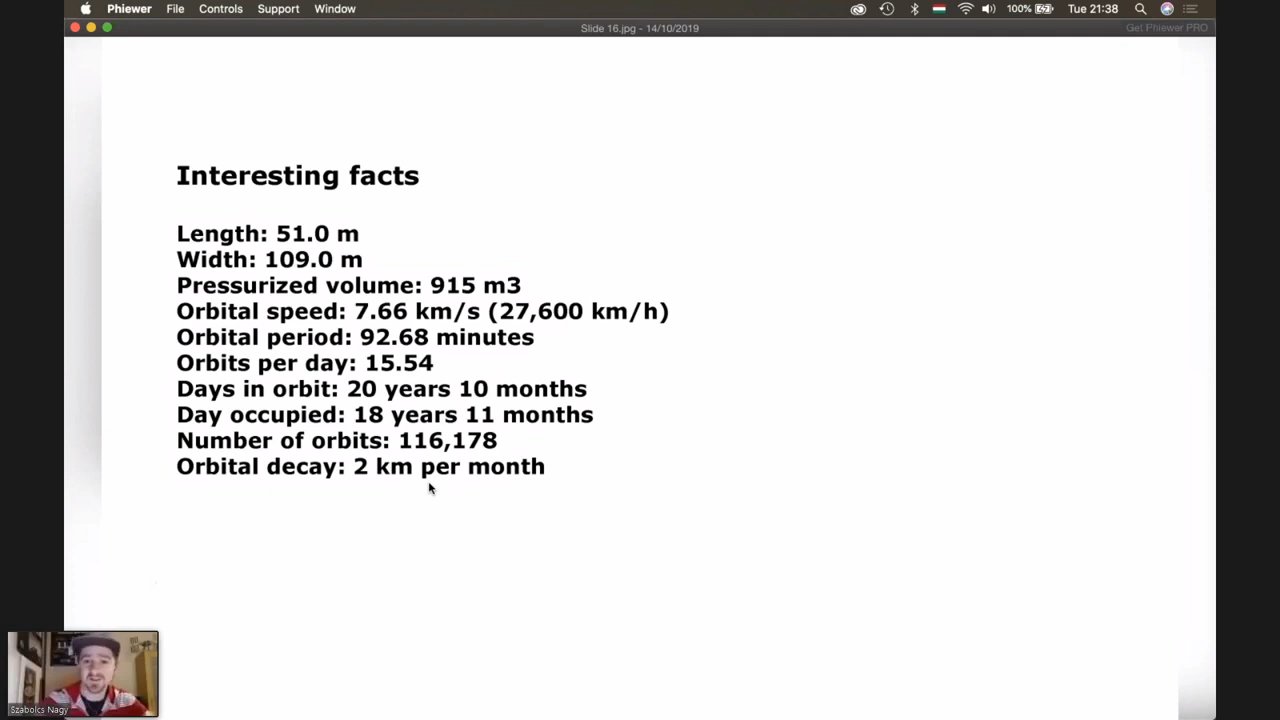 Phiewer File Controls Support Window 100% Tue 21:38
Slide 16.jpg - 14/10/2019 Get Phiewer PRO
Interesting facts
Length: 51.0 m
Width: 109.0 m
Pressurized volume: 915 m3
Orbital speed: 7.66 km/s (27,600 km/h)
Orbital period: 92.68 minutes
Orbits per day: 15.54
Days in orbit: 20 years 10 months
Day occupied: 18 years 11 months
Number of orbits: 116,178
Orbital decay: 2 km per month
Szabolcs Nagy